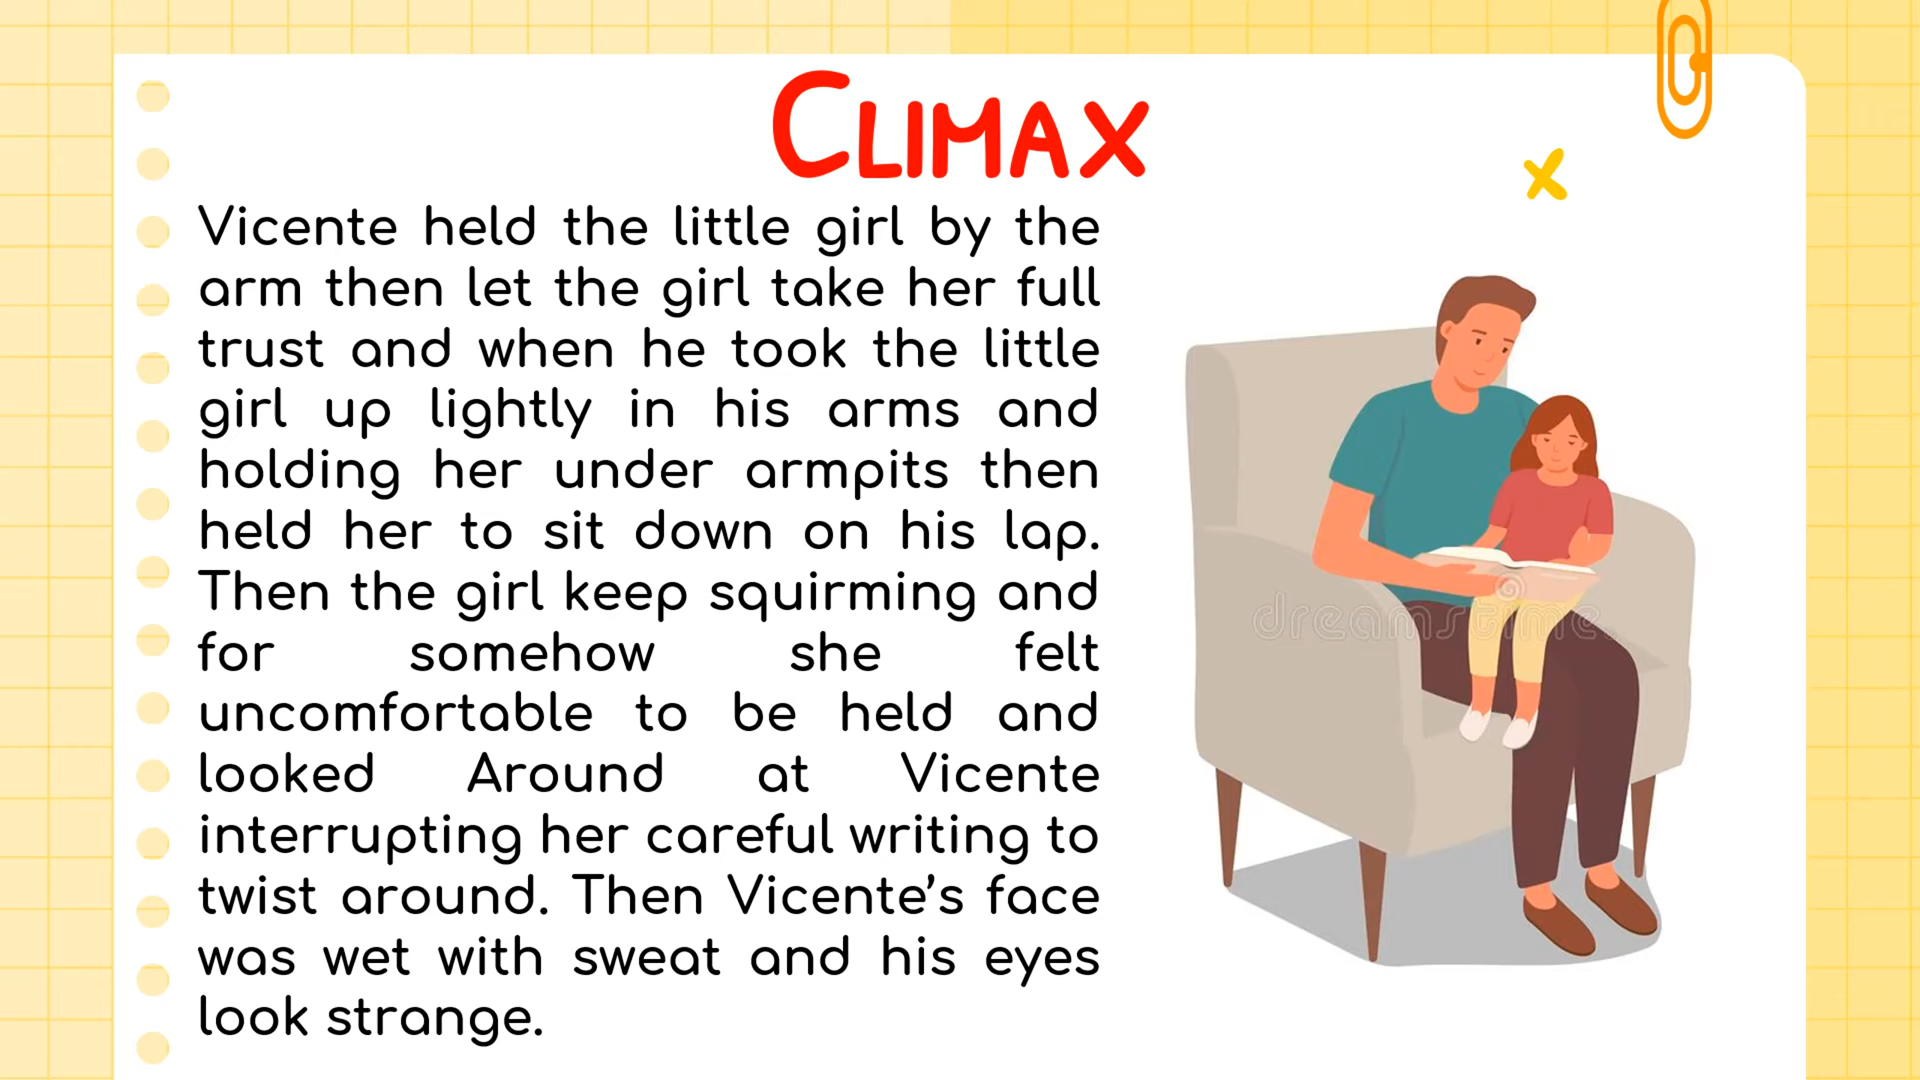 CLIMAX
Vicente held the little girl by the
arm then let the girl take her full
trust and when he took the little
girl up lightly in his arms and
holding her under armpits then
held her to sit down on his lap.
Then the girl keep squirming and
for somehow she felt
uncomfortable to be held and
looked Around at Vicente
interrupting her careful writing to
twist around. Then Vicente’s face
was wet with sweat and his eyes
look strange.
dreamstime